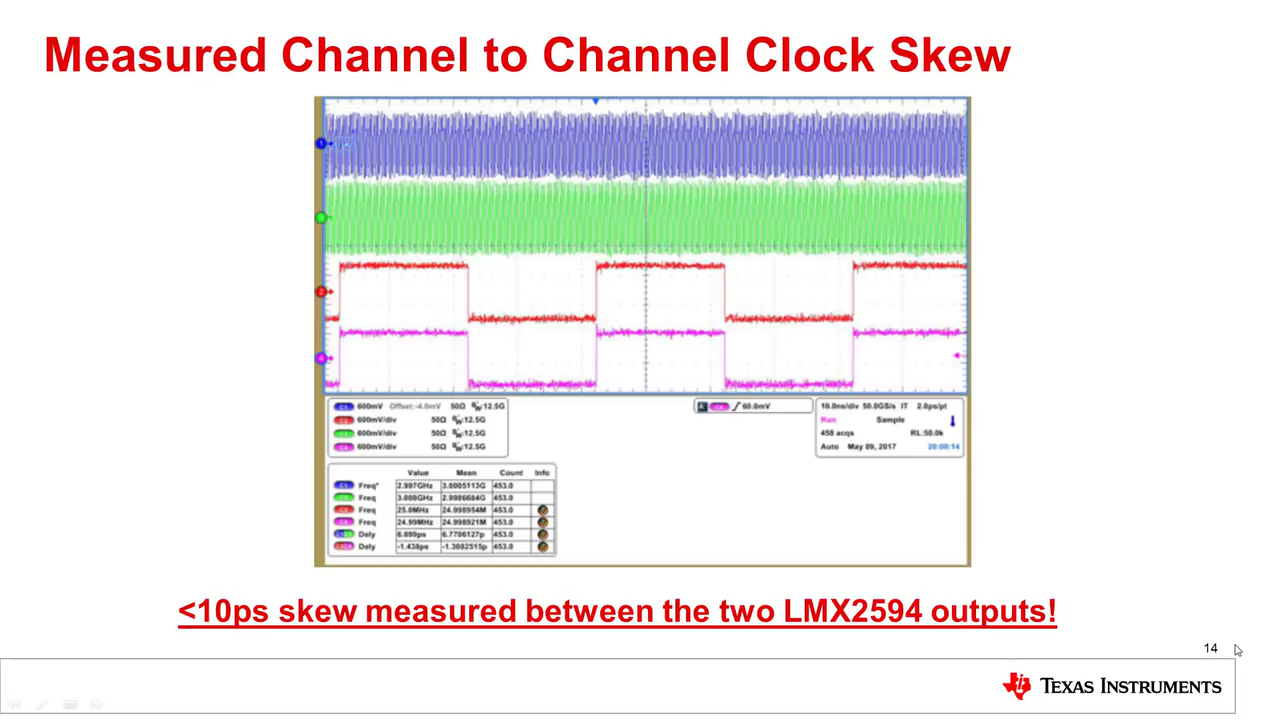 Measured Channel to Channel Clock Skew
1
2
4
600mV Offset:-4.0mV 50Ω :12.5G
600mV/div 50Ω :12.5G
600mV/div 50Ω :12.5G
600mV/div 50Ω :12.5G
60.0mV
10.0ns/div 50.0GS/s IT 2.0ps/pt
Run Sample
458 acqs RL:50.0k
Auto May 09, 2017 20:00:14
Value Mean Count Info
Freq* 2.997GHz 3.0005113G 453.0
Freq 3.000GHz 2.9986684G 453.0
Freq 25.0MHz 24.998954M 453.0
Freq 24.99MHz 24.998921M 453.0
Dely 6.899ps 6.7706127p 453.0
Dely -1.438ps -1.3082515p 453.0
<10ps skew measured between the two LMX2594 outputs!
14
TEXAS INSTRUMENTS